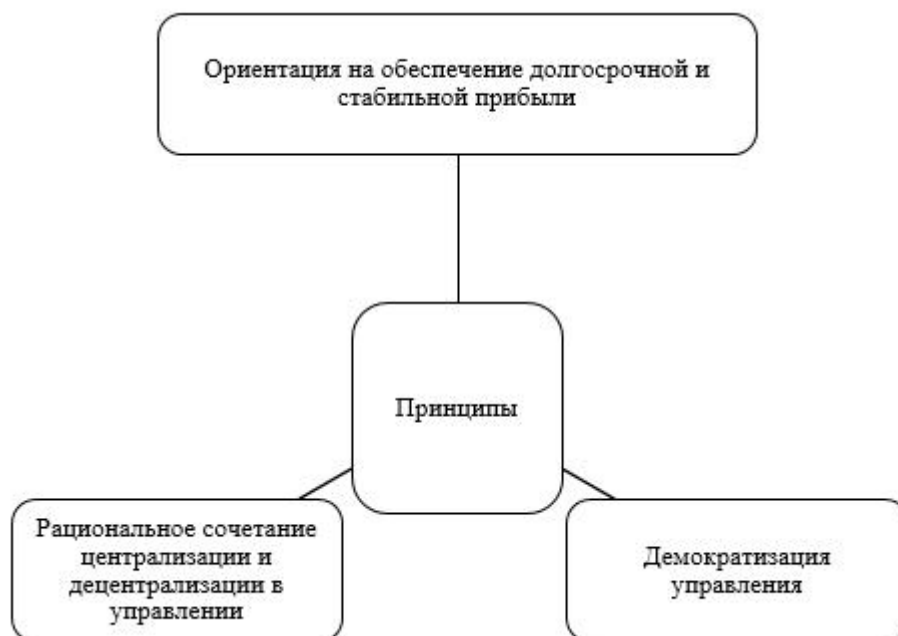 Ориентация на обеспечение долгосрочной и
стабильной прибыли
Принципы
Рациональное сочетание
централизации и
децентрализации в
управлении
Демократизация
управления